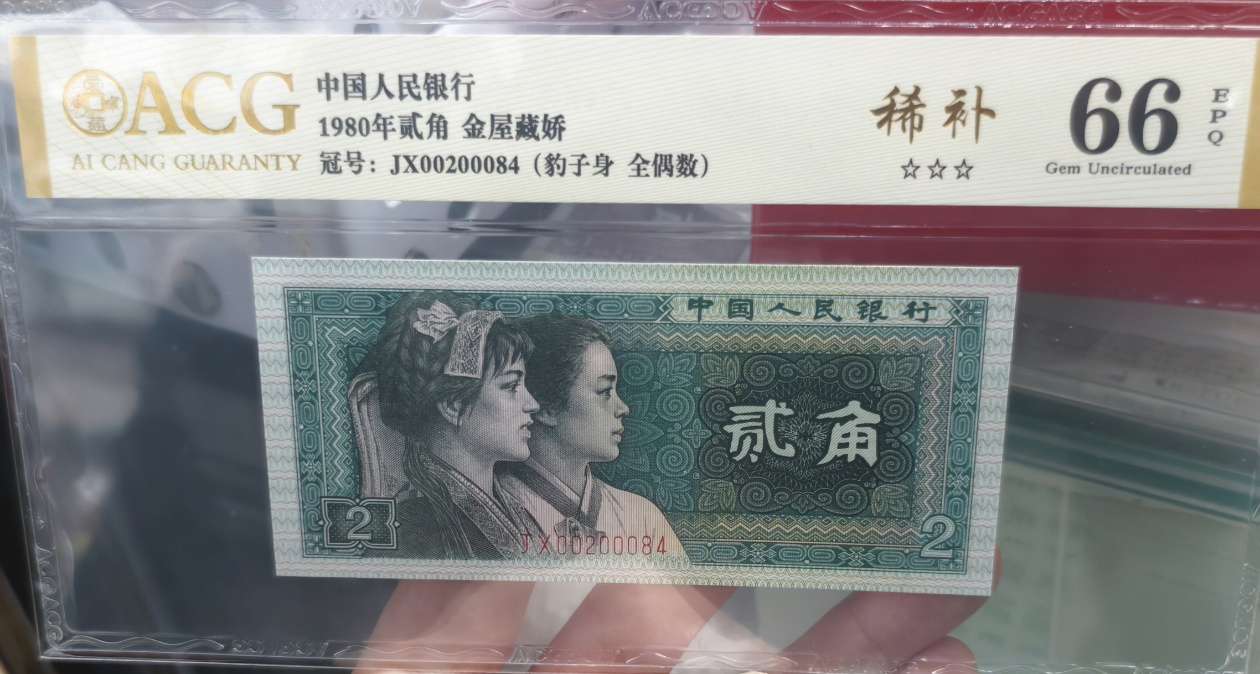 ACG
AI CANG GUARANTY
中国人民银行
1980年贰角 金屋藏娇
冠号：JX00200084（豹子身 全偶数）
稀补
☆☆☆
66
EPQ
Gem Uncirculated
中国人民银行
贰角
2
JX00200084
2